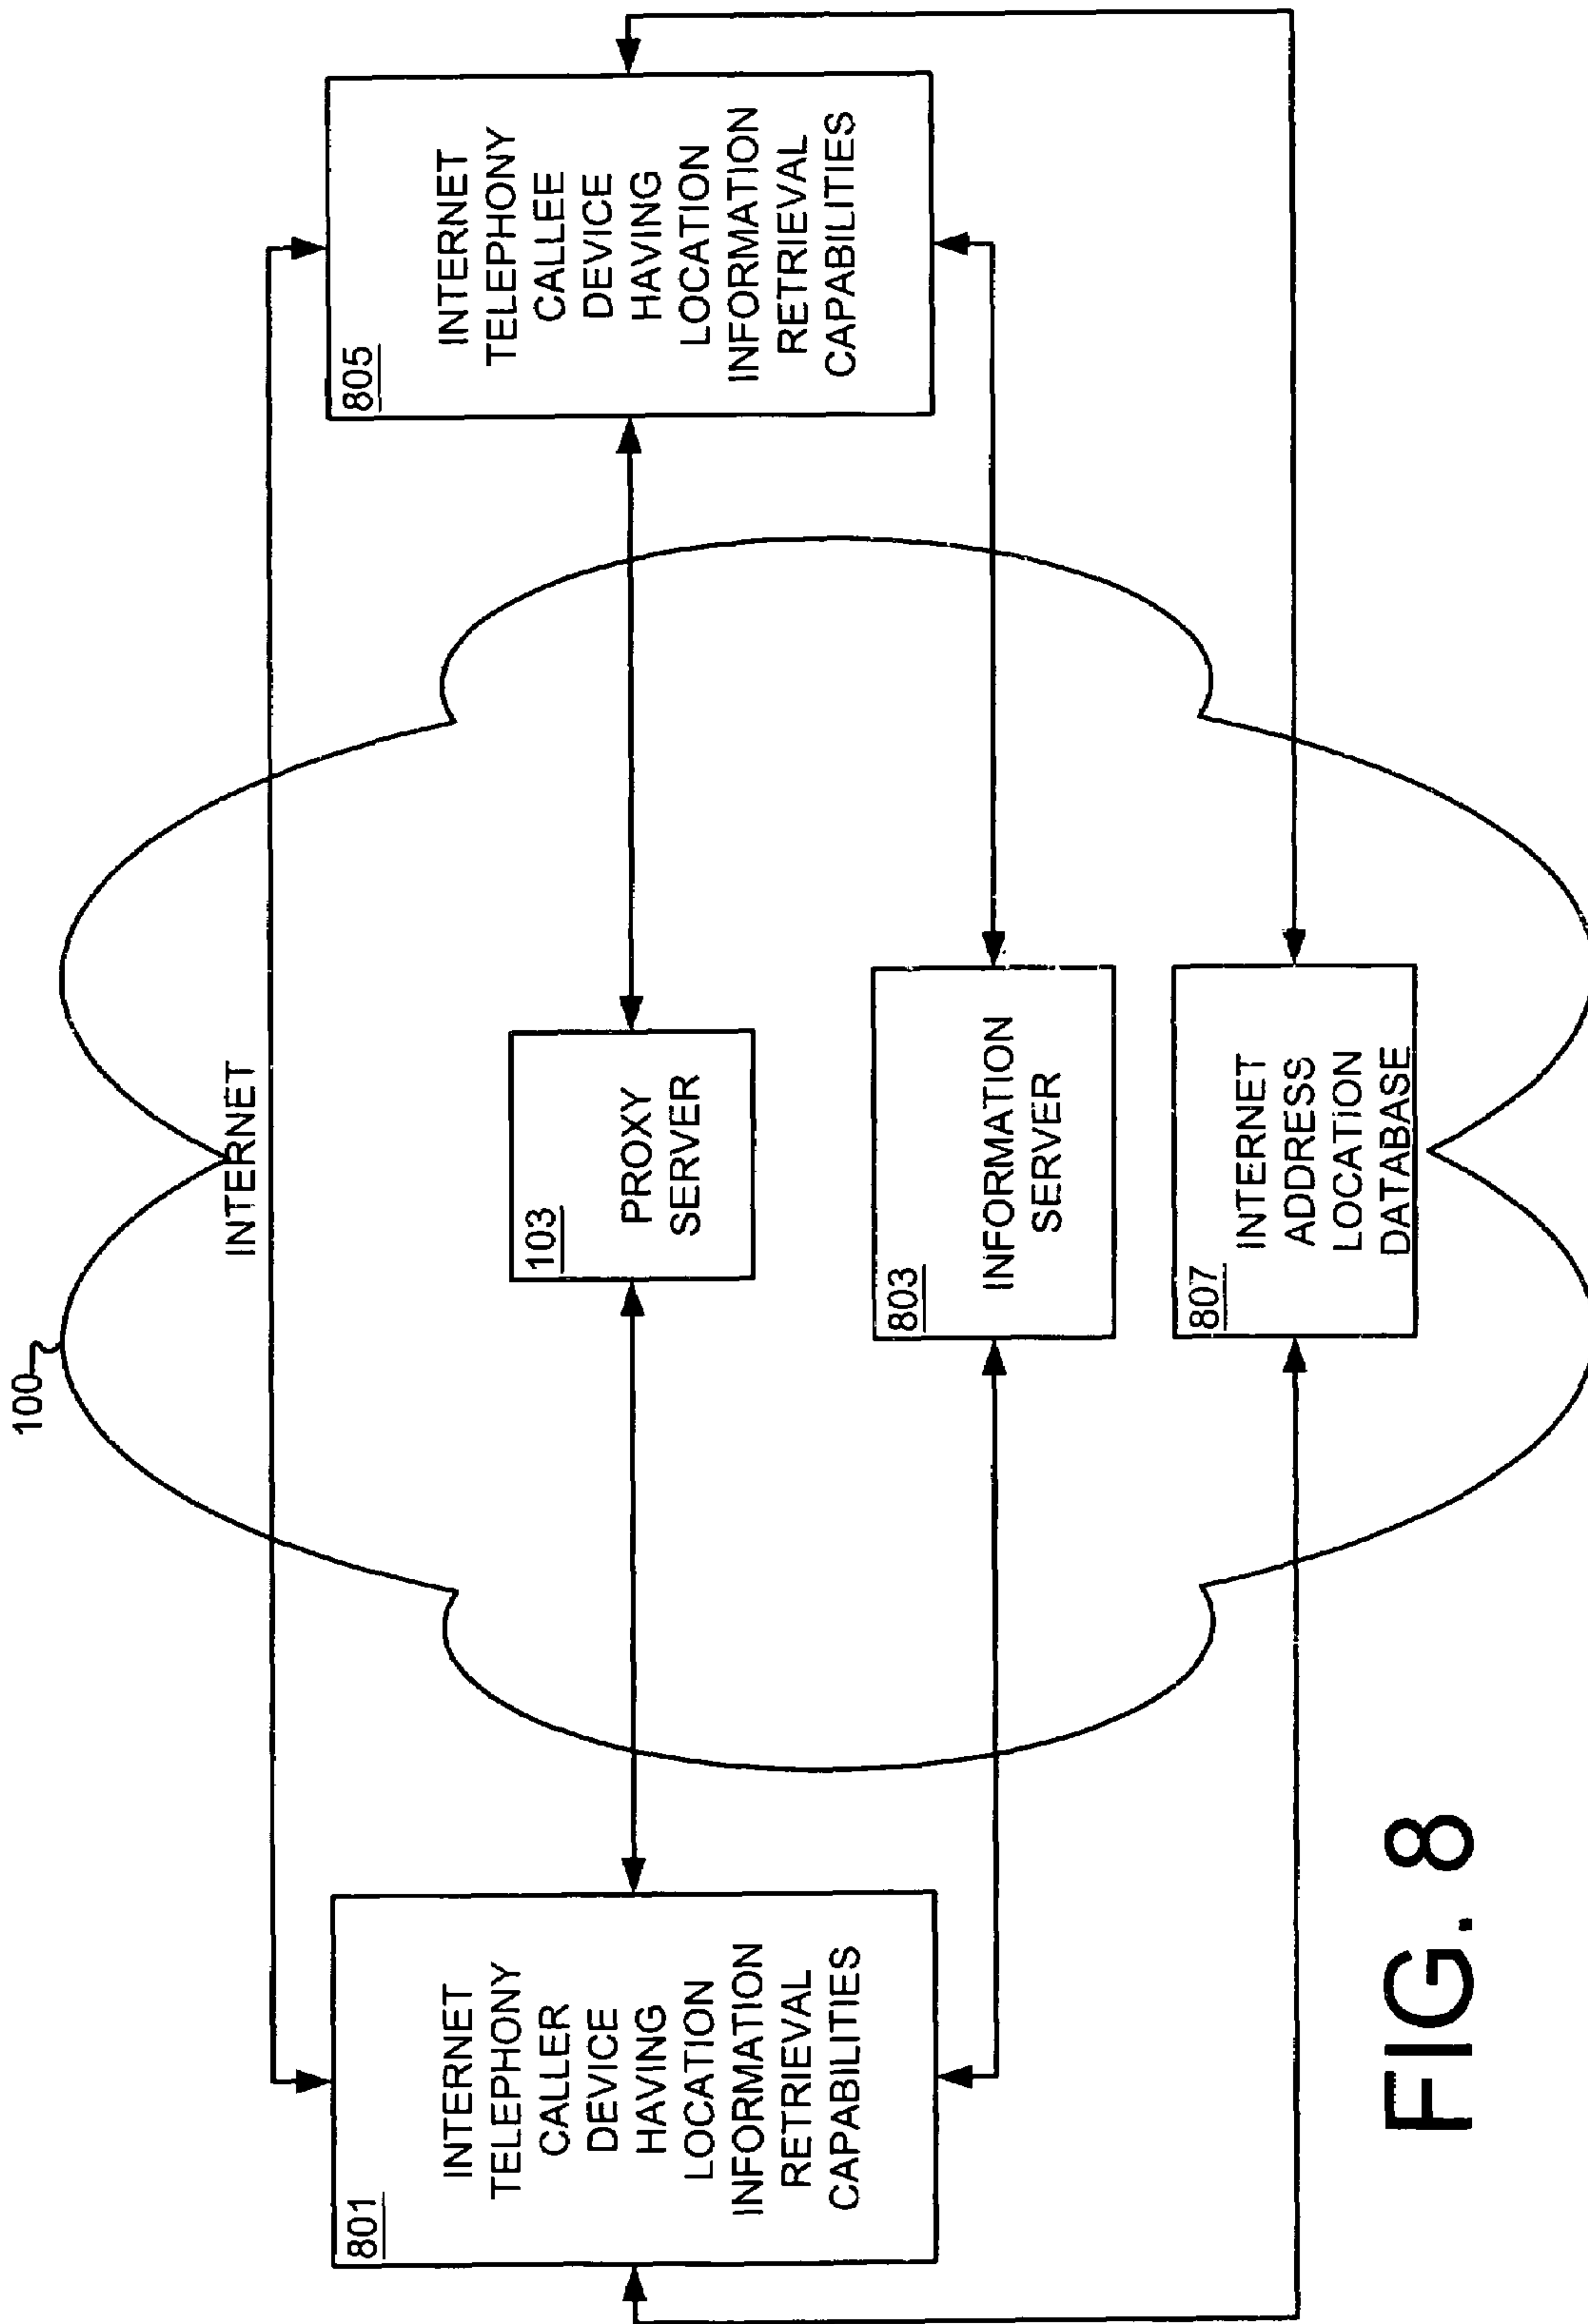 100
INTERNET
801
INTERNET
TELEPHONY
CALLER
DEVICE
HAVING
LOCATION
INFORMATION
RETRIEVAL
CAPABILITIES
103
PROXY
SERVER
803
INFORMATION
SERVER
807
INTERNET
ADDRESS
LOCATION
DATABASE
805
INTERNET
TELEPHONY
CALLEE
DEVICE
HAVING
LOCATION
INFORMATION
RETRIEVAL
CAPABILITIES
FIG. 8